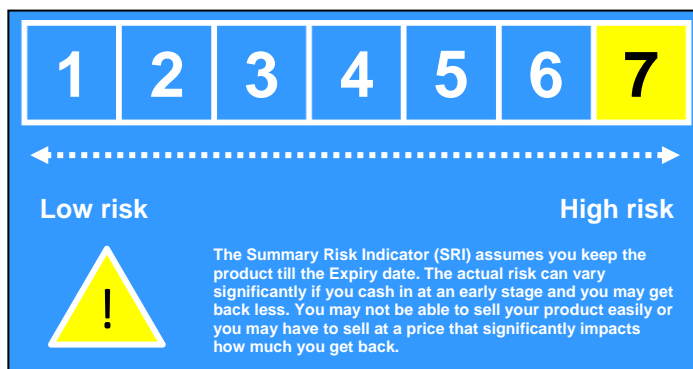 1 2 3 4 5 6 7
Low risk High risk
!
The Summary Risk Indicator (SRI) assumes you keep the
product till the Expiry date. The actual risk can vary
significantly if you cash in at an early stage and you may get
back less. You may not be able to sell your product easily or
you may have to sell at a price that significantly impacts
how much you get back.